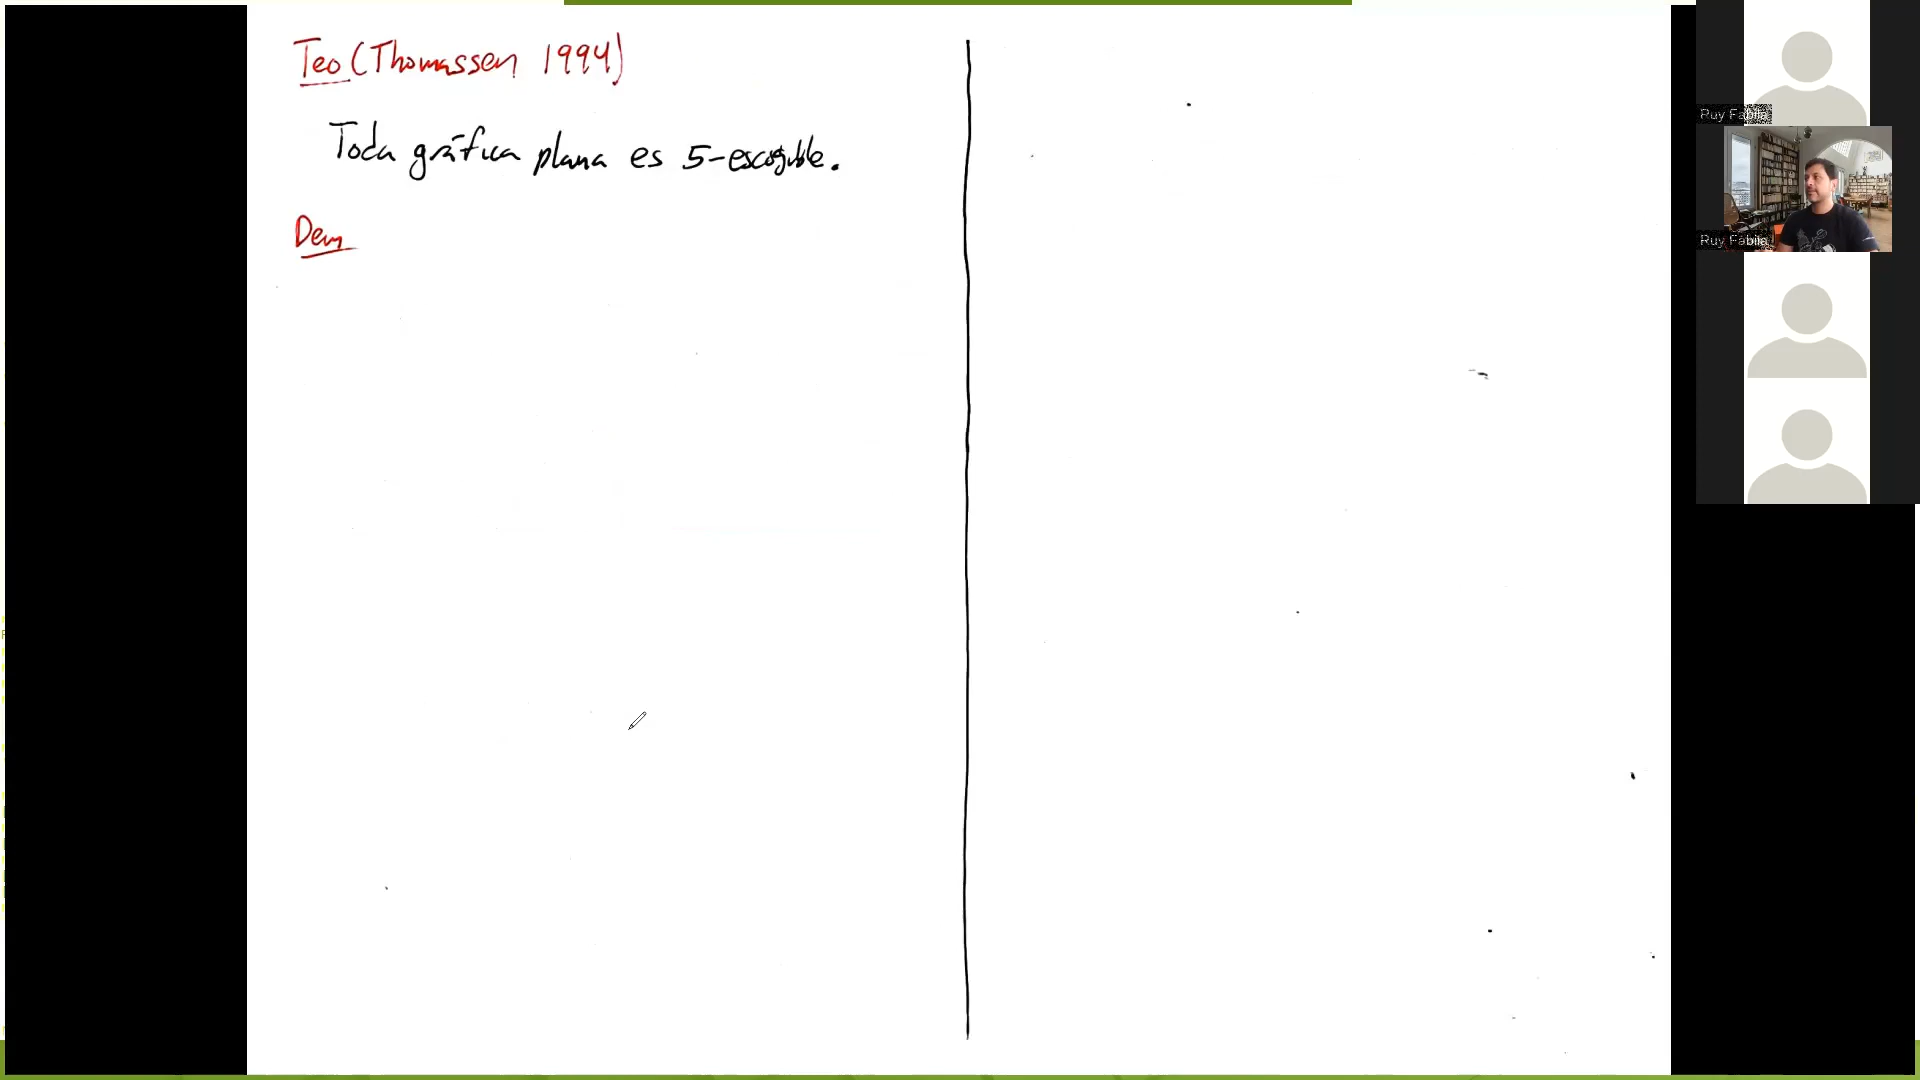 Teo (Thomassen 1994)
Toda gráfica plana es 5-escogible.
Dem
Ruy Fabila
Ruy Fabila